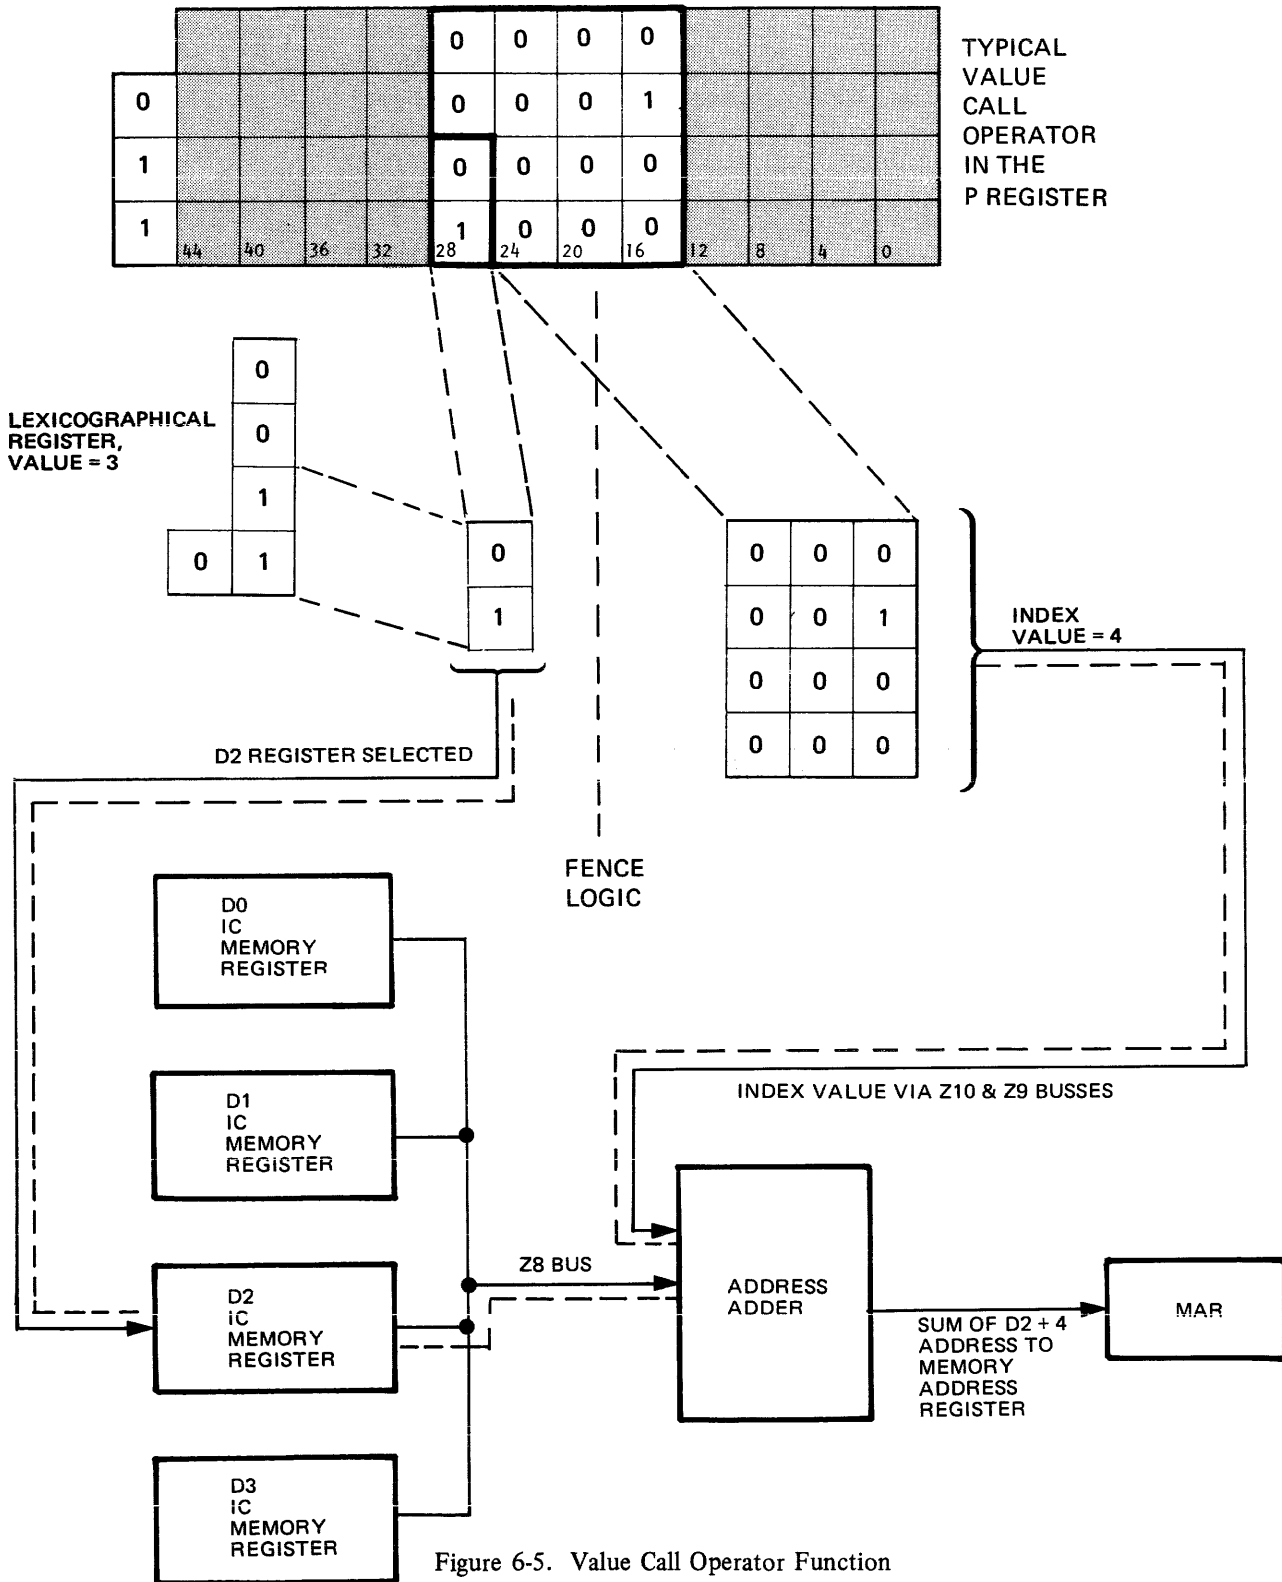 0 0 0 0
0 0 0 0 1
1 0 0 0 0
1 1 0 0 0
44 40 36 32 28 24 20 16 12 8 4 0
TYPICAL
VALUE
CALL
OPERATOR
IN THE
P REGISTER
LEXICOGRAPHICAL
REGISTER,
VALUE = 3
0
0
1
0 1
0
1
0 0 0
0 0 1
0 0 0
0 0 0
INDEX
VALUE = 4
D2 REGISTER SELECTED
FENCE
LOGIC
D0
IC
MEMORY
REGISTER
D1
IC
MEMORY
REGISTER
INDEX VALUE VIA Z10 & Z9 BUSSES
D2
IC
MEMORY
REGISTER
Z8 BUS
ADDRESS
ADDER
SUM OF D2 + 4
ADDRESS TO
MEMORY
ADDRESS
REGISTER
MAR
D3
IC
MEMORY
REGISTER
Figure 6-5. Value Call Operator Function